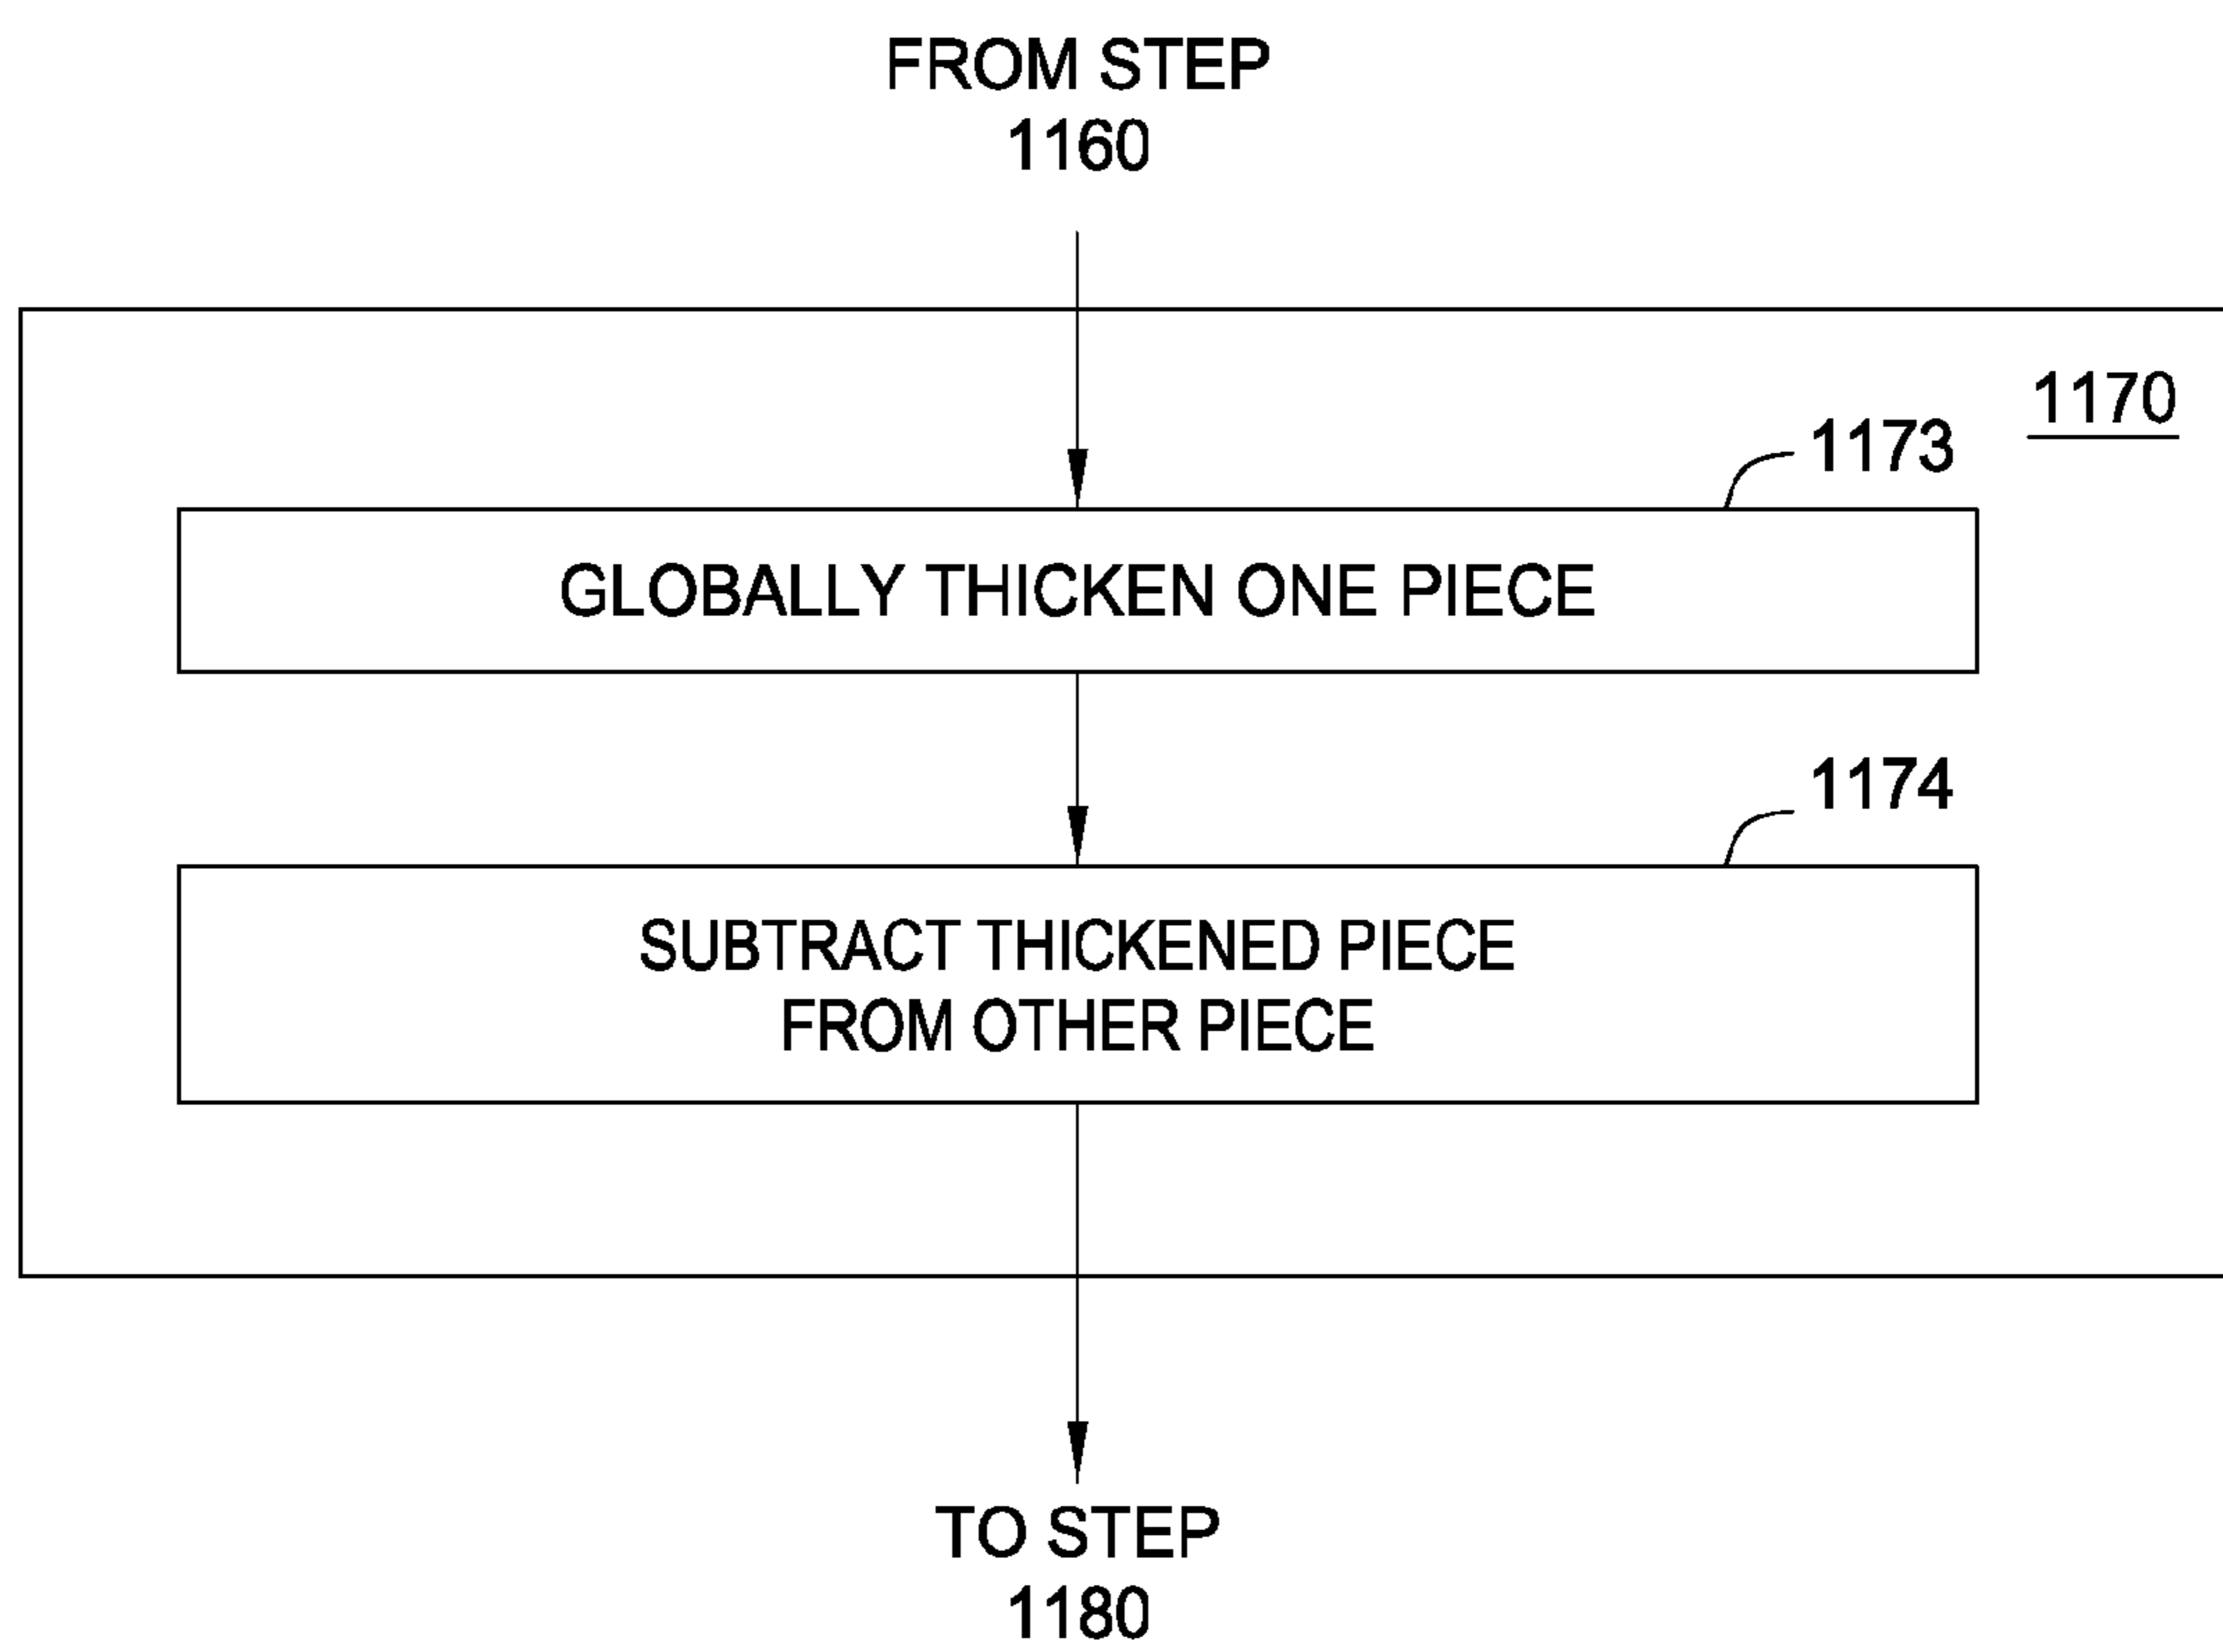 FROM STEP
1160
1170
1173
GLOBALLY THICKEN ONE PIECE
1174
SUBTRACT THICKENED PIECE
FROM OTHER PIECE
TO STEP
1180